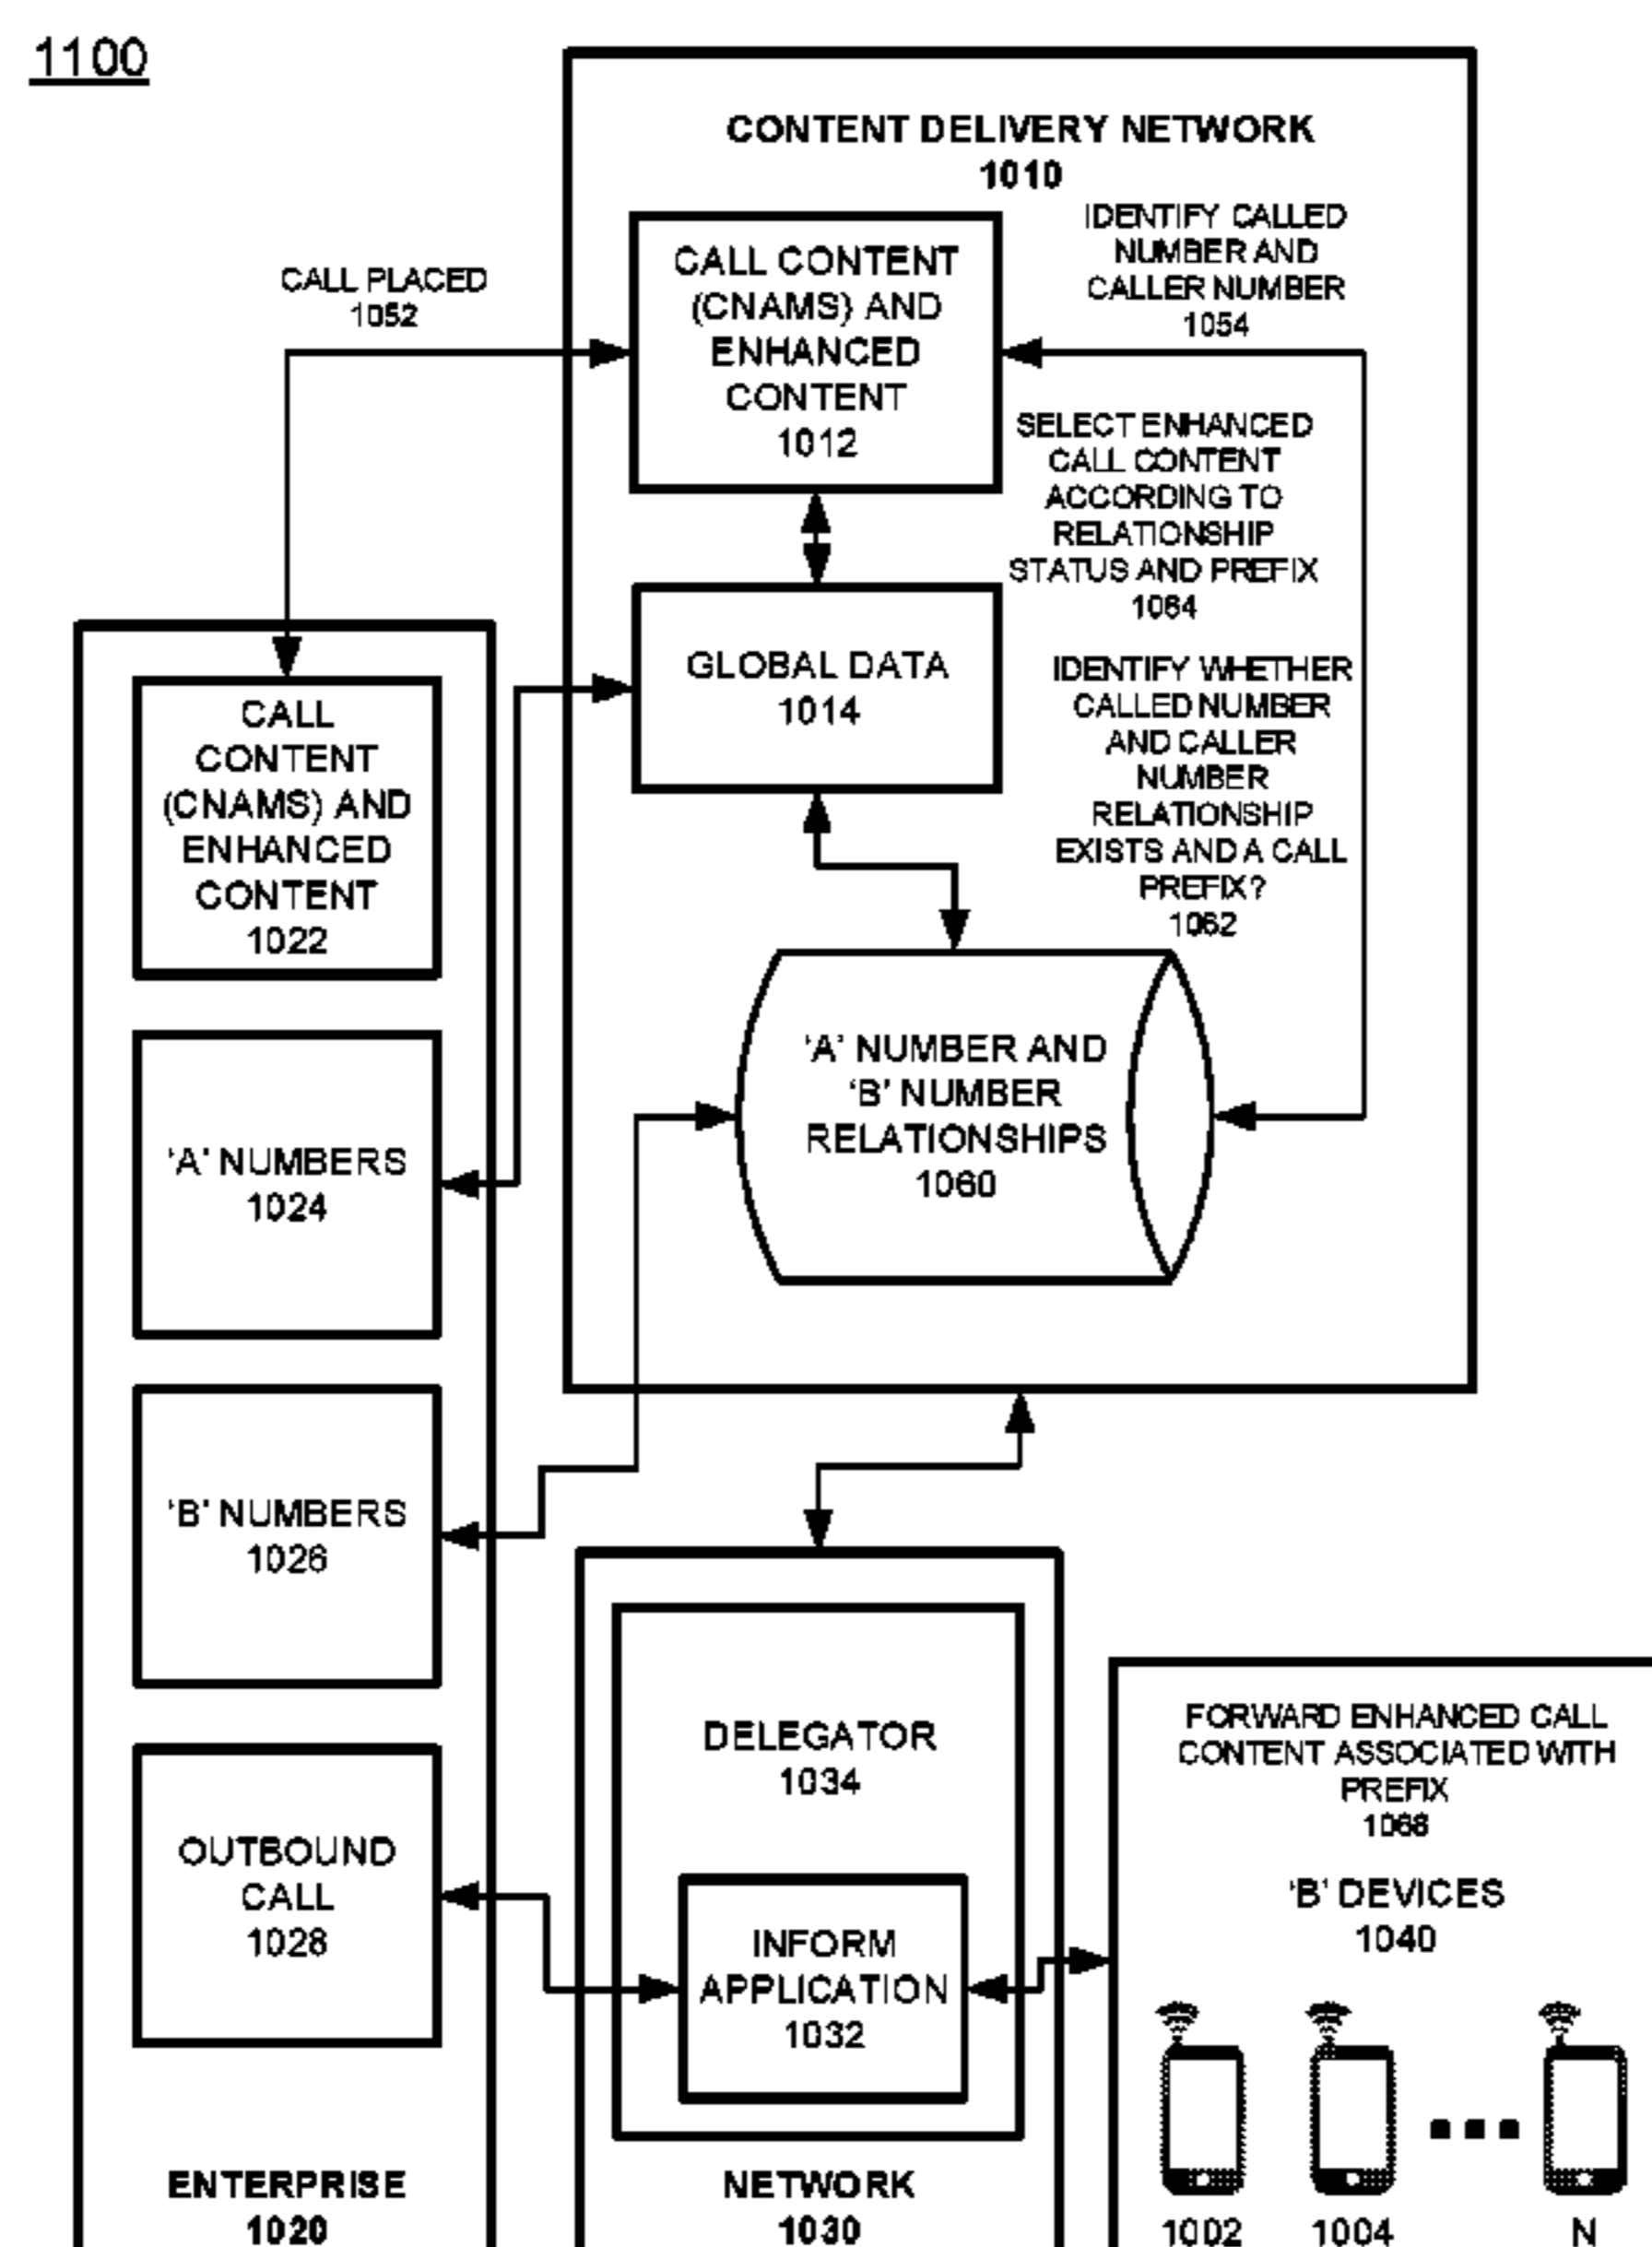 1100
CONTENT DELIVERY NETWORK
1010
CALL PLACED
1052
CALL CONTENT
(CNAMS) AND
ENHANCED
CONTENT
1012
IDENTIFY CALLED
NUMBER AND
CALLER NUMBER
1054
SELECT ENHANCED
CALL CONTENT
ACCORDING TO
RELATIONSHIP
STATUS AND PREFIX
1064
GLOBAL DATA
1014
IDENTIFY WHETHER
CALLED NUMBER
AND CALLER
NUMBER
RELATIONSHIP
EXISTS AND A CALL
PREFIX?
1062
CALL
CONTENT
(CNAMS) AND
ENHANCED
CONTENT
1022
'A' NUMBERS
1024
'A' NUMBER AND
'B' NUMBER
RELATIONSHIPS
1060
'B' NUMBERS
1026
OUTBOUND
CALL
1028
ENTERPRISE
1020
DELEGATOR
1034
INFORM
APPLICATION
1032
NETWORK
1030
FORWARD ENHANCED CALL
CONTENT ASSOCIATED WITH
PREFIX
1068
'B' DEVICES
1040
1002
1004
N